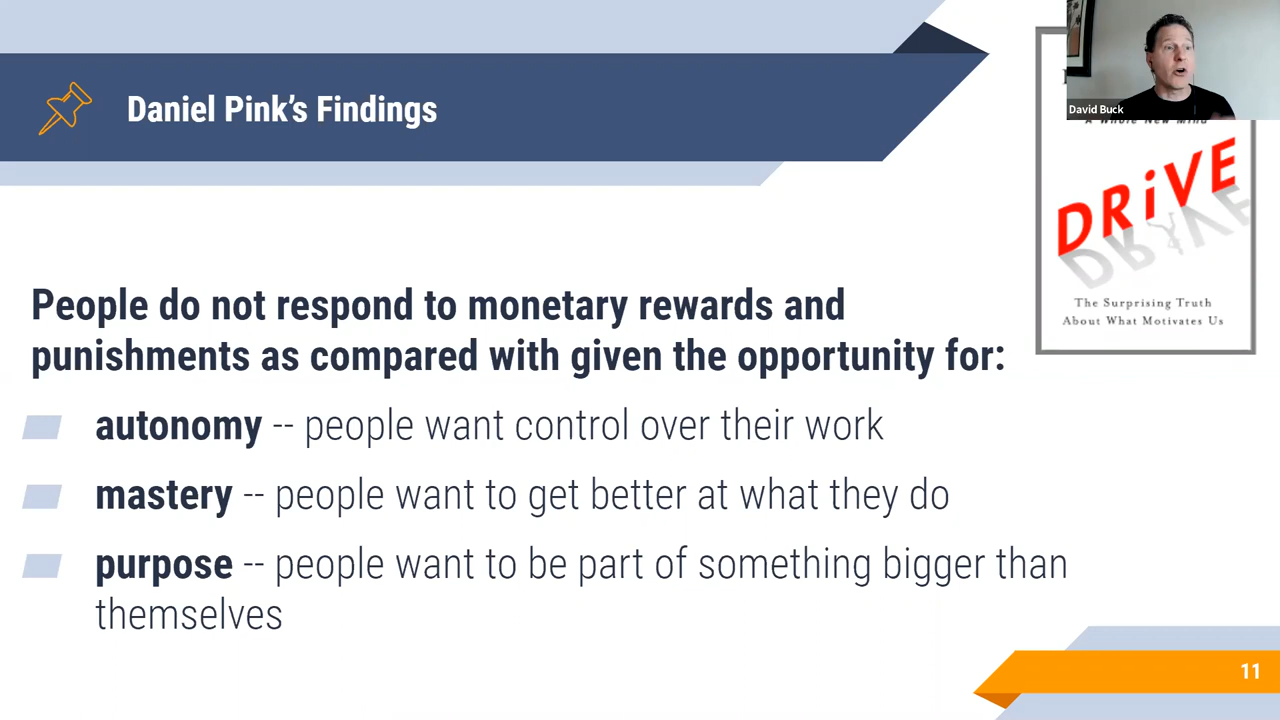 Daniel Pink's Findings
David Buck
A Whole New Mind
DRiVE
The Surprising Truth
About What Motivates Us
People do not respond to monetary rewards and
punishments as compared with given the opportunity for:
autonomy -- people want control over their work
mastery -- people want to get better at what they do
purpose -- people want to be part of something bigger than
themselves
11